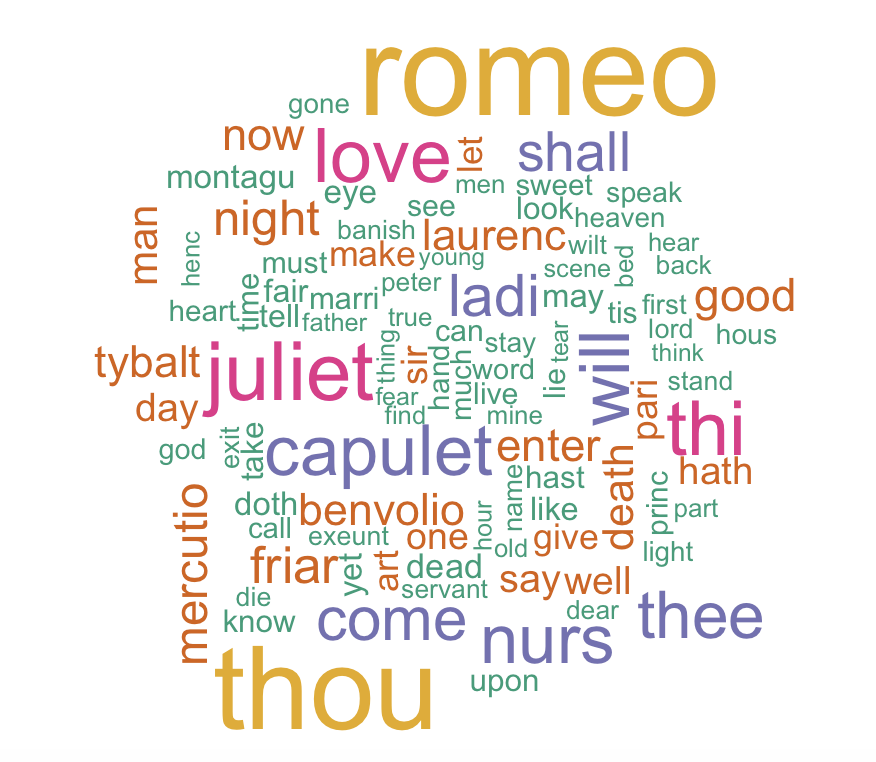 romeo
gone
now
love
let
shall
montagu
eye
men
sweet
speak
man
night
see
look
heaven
banish
laurenc
henc
must
make
young
wilt
hear
scene
bed
back
time
fair
marri
peter
ladi
may
good
heart
tell
father
true
tis
first
can
lord
hous
tybalt
juliet
thing
sir
stay
tear
will
think
hand
much
word
lie
stand
day
fear
live
pari
thi
find
mine
god
exit
take
capulet
enter
death
hath
name
hast
princ
mercutio
doth
benvolio
hour
like
part
call
exeunt
one
old
give
light
friar
yet
art
dead
say
well
servant
die
know
come
nurs
dear
thee
thou
upon